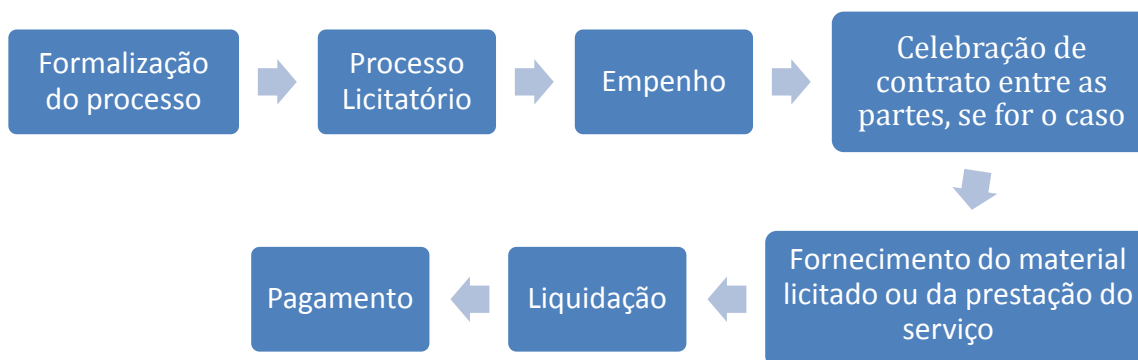 Formalização
do processo
Processo
Licitatório
Empenho
Celebração de
contrato entre as
partes, se for o caso
Fornecimento do material
licitado ou da prestação do
serviço
Liquidação
Pagamento